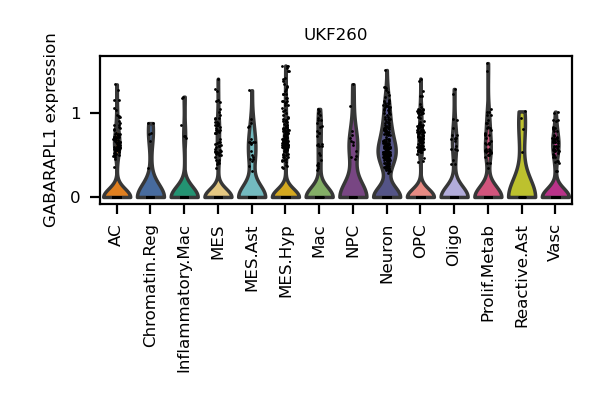 UKF260
GABARAPL1 expression
1
0
AC
Chromatin.Reg
Inflammatory.Mac
MES
MES.Ast
MES.Hyp
Mac
NPC
Neuron
OPC
Oligo
Prolif.Metab
Reactive.Ast
Vasc